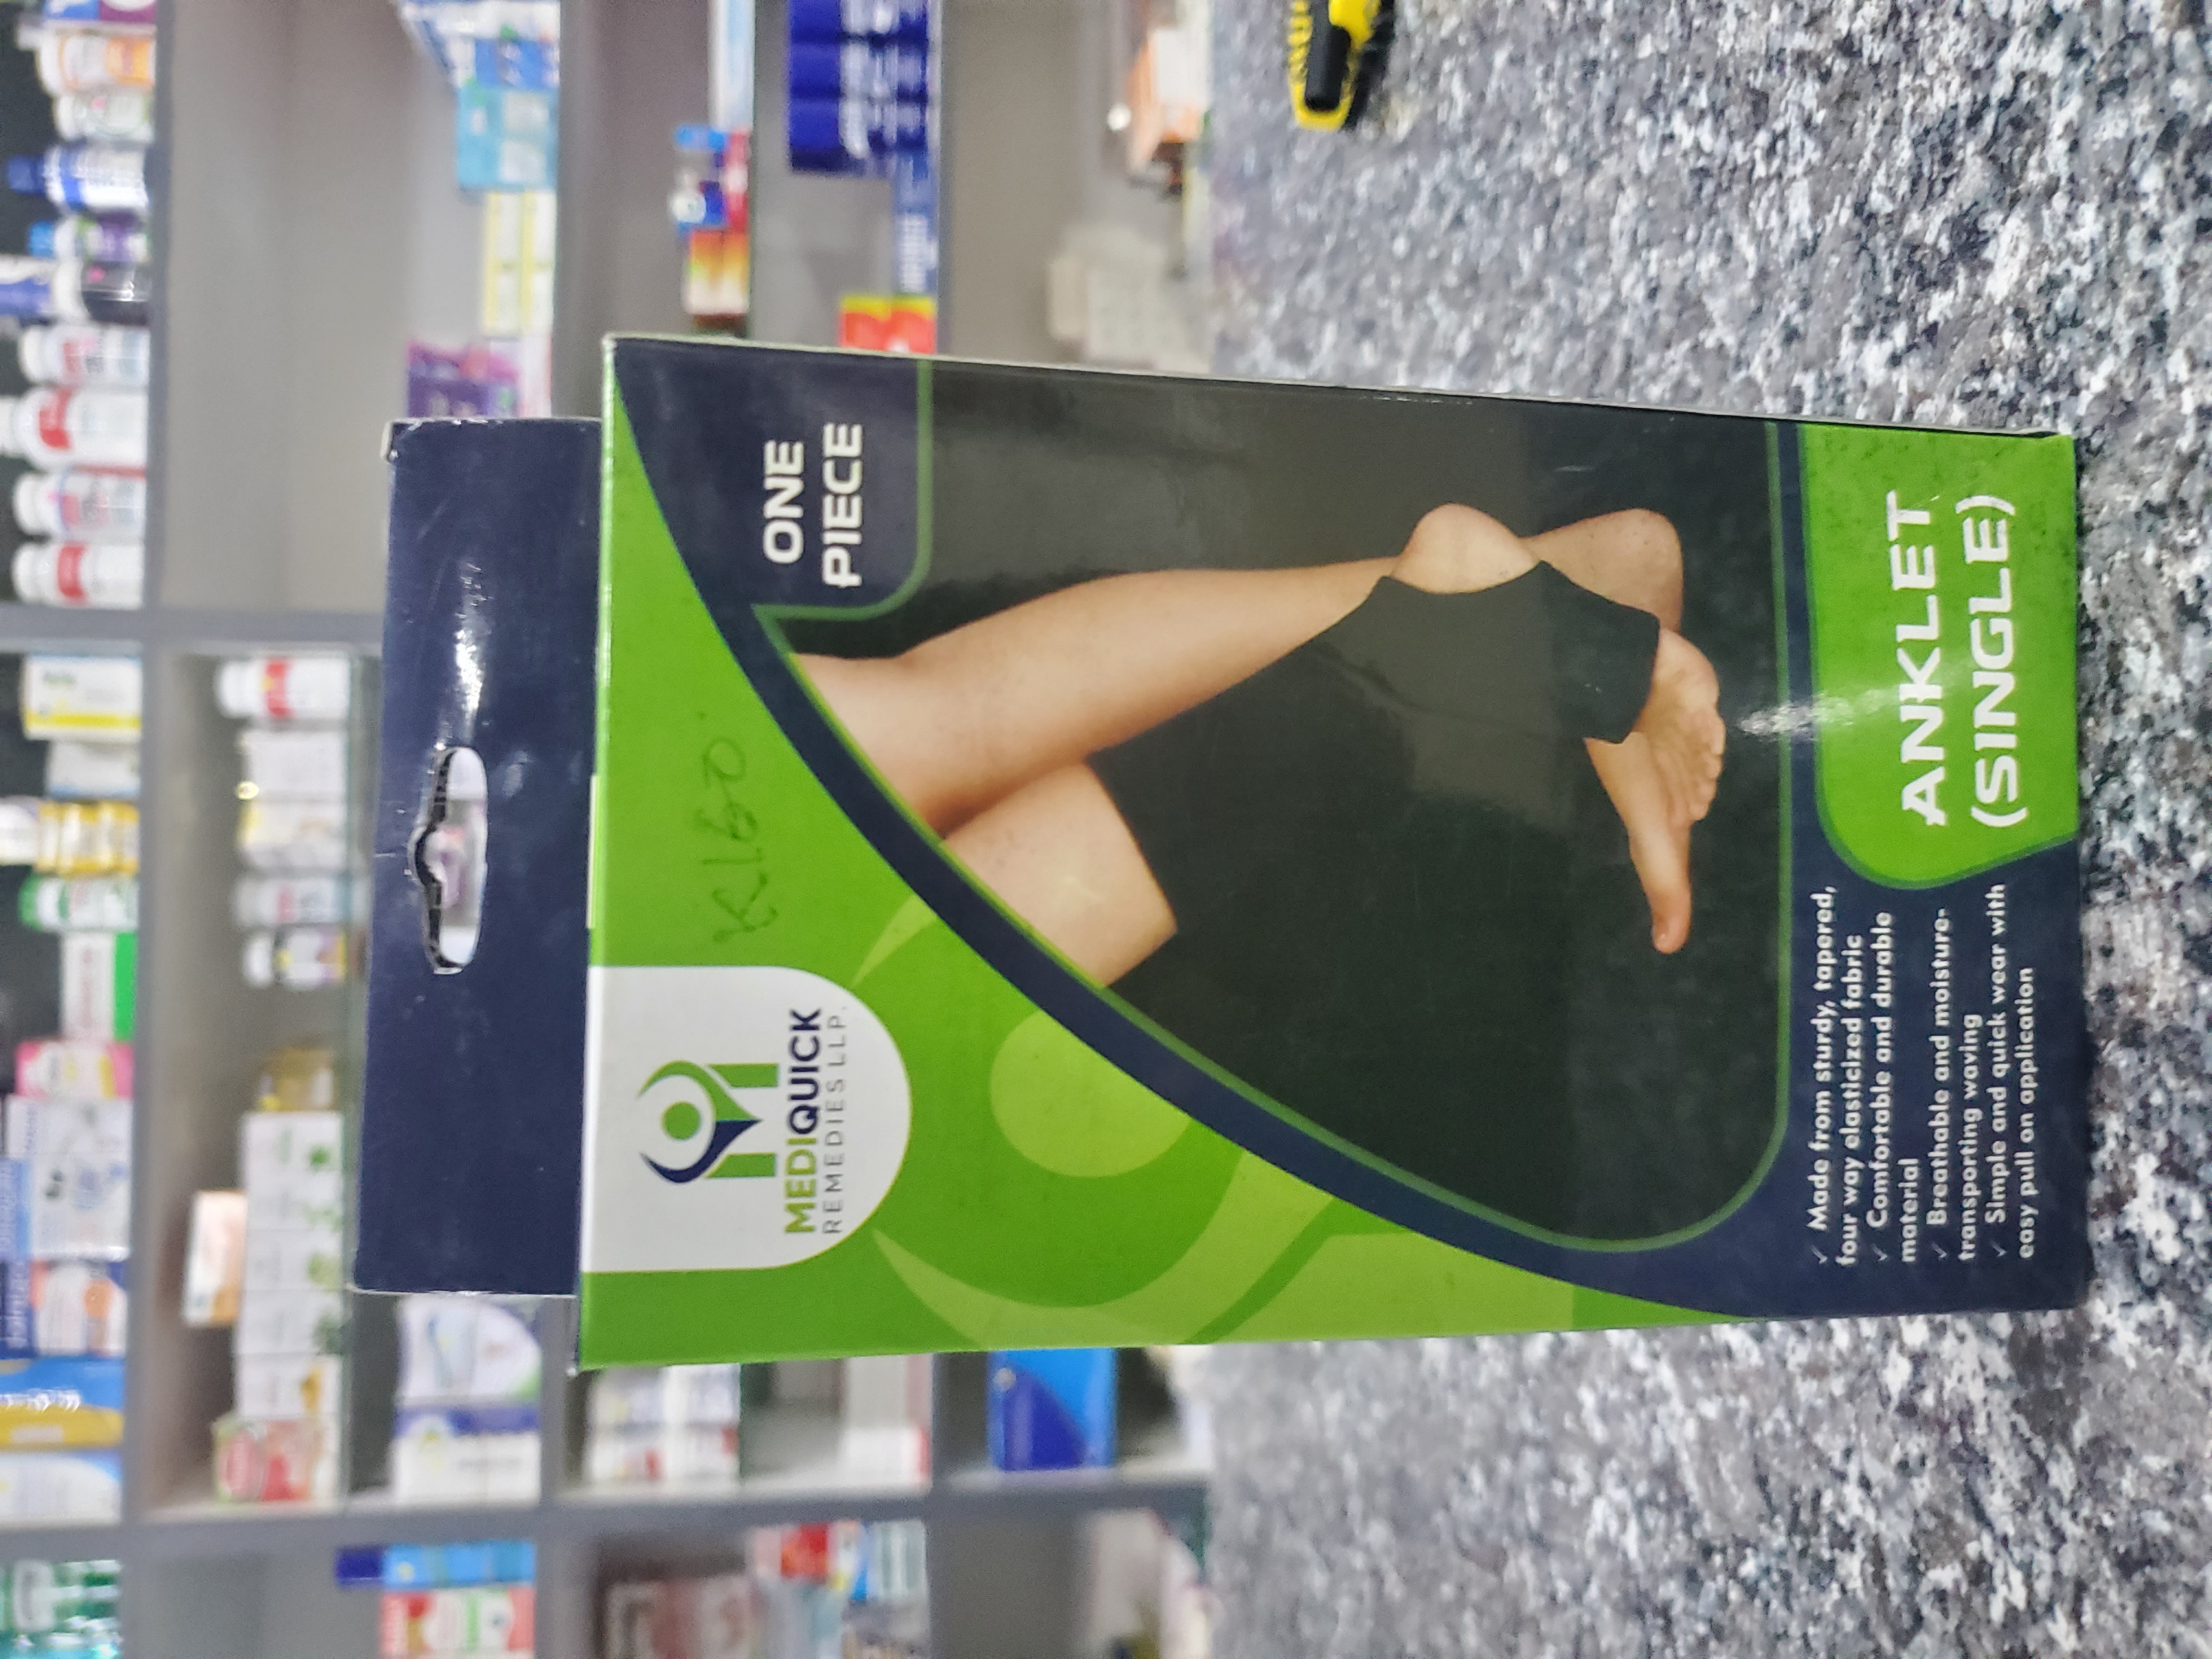 MEDIQUICK
REMEDIES LLP.
ONE
PIECE
✓ Made from sturdy, tapered,
four way elasticized fabric
✓ Comfortable and durable
material
✓ Breathable and moisture-
transporting waving
✓ Simple and quick wear with
easy pull on application
ANKLET
(SINGLE)